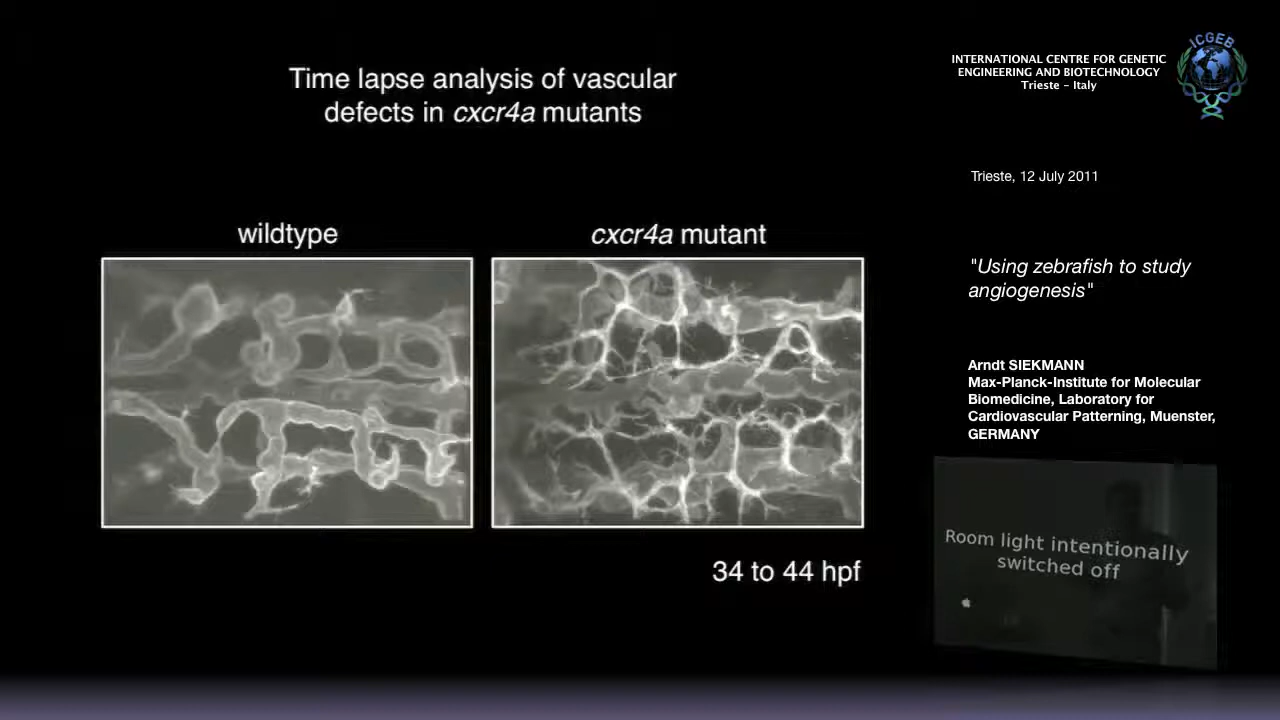 Time lapse analysis of vascular
defects in cxcr4a mutants
wildtype
cxcr4a mutant
34 to 44 hpf
INTERNATIONAL CENTRE FOR GENETIC
ENGINEERING AND BIOTECHNOLOGY
Trieste - Italy
ICGEB
Trieste, 12 July 2011
"Using zebrafish to study
angiogenesis"
Arndt SIEKMANN
Max-Planck-Institute for Molecular
Biomedicine, Laboratory for
Cardiovascular Patterning, Muenster,
GERMANY
Room light intentionally
switched off